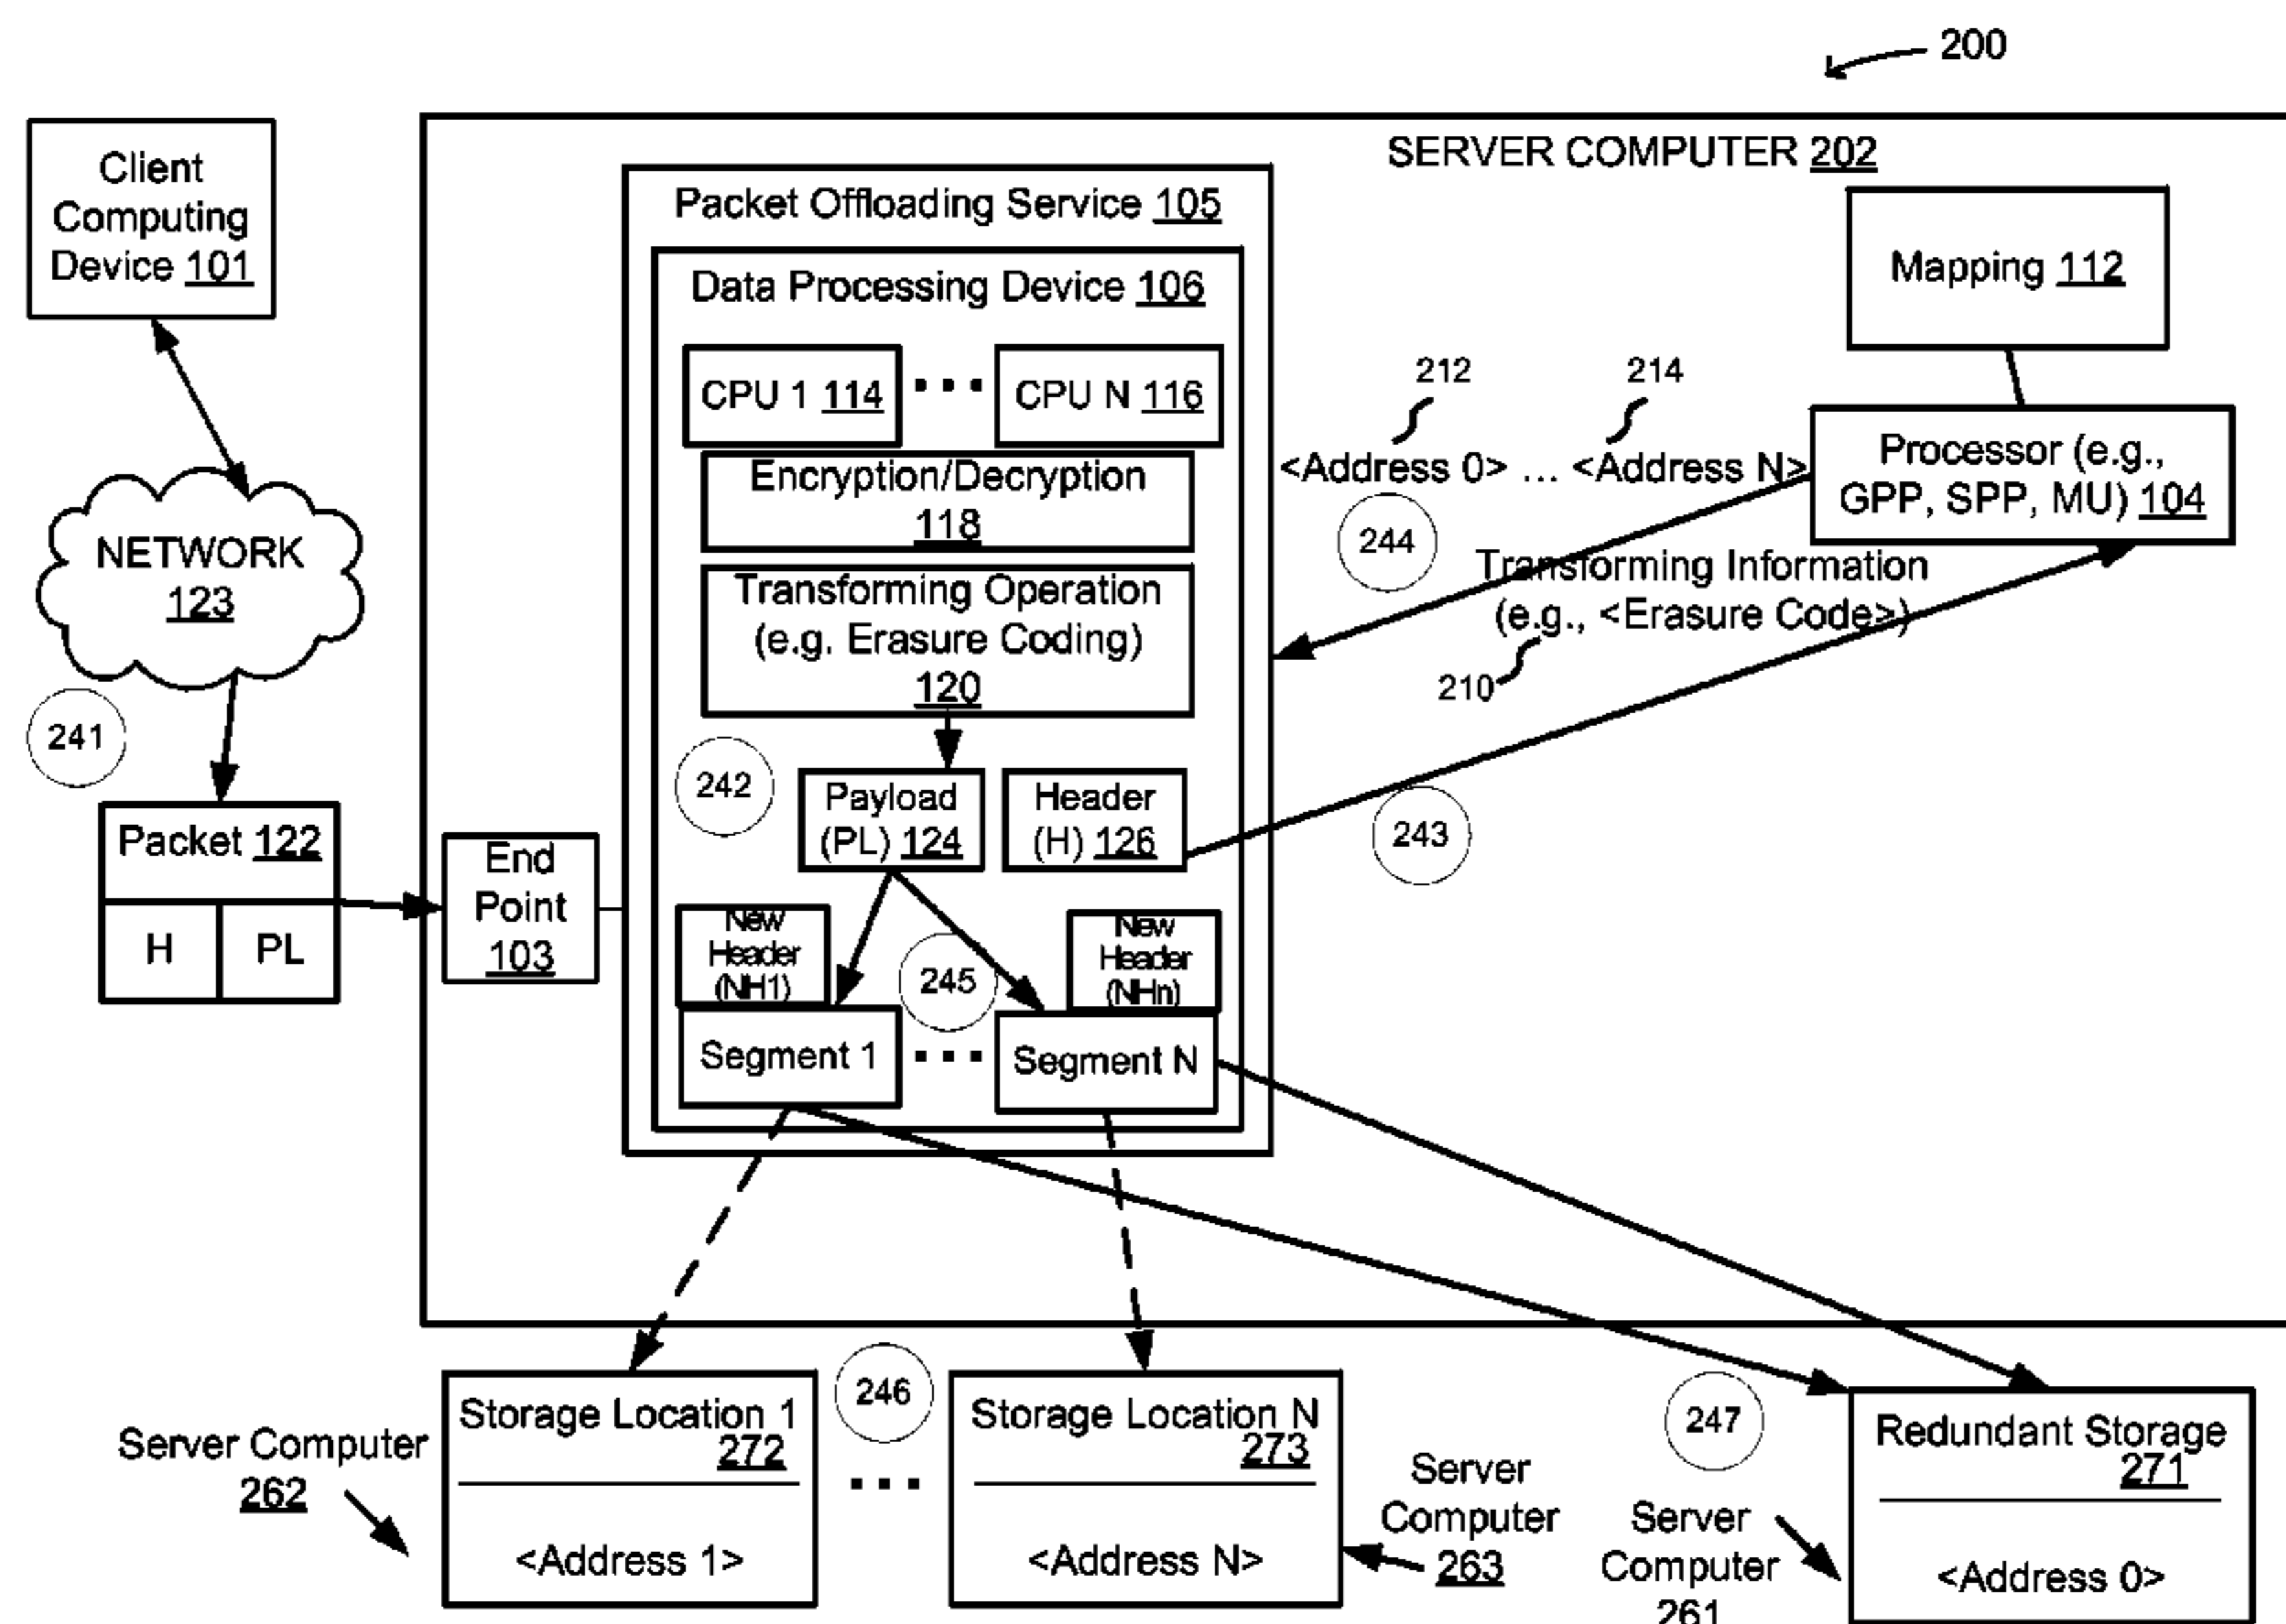 200
SERVER COMPUTER 202
Client
Computing
Device 101
Packet Offloading Service 105
Data Processing Device 106
CPU 1 114
CPU N 116
Encryption/Decryption
118
Transforming Operation
(e.g. Erasure Coding)
120
Mapping 112
212
214
<Address 0> ... <Address N>
Processor (e.g.,
GPP, SPP, MU) 104
244
Transforming Information
(e.g., <Erasure Code>)
210
NETWORK
123
241
242
Payload
(PL) 124
Header
(H) 126
243
Packet 122
H
PL
End
Point
103
New
Header
(NH1)
245
New
Header
(NHn)
Segment 1
Segment N
246
247
Storage Location 1
272
<Address 1>
Storage Location N
273
<Address N>
Redundant Storage
271
<Address 0>
Server Computer
262
Server
Computer
263
Server
Computer
261